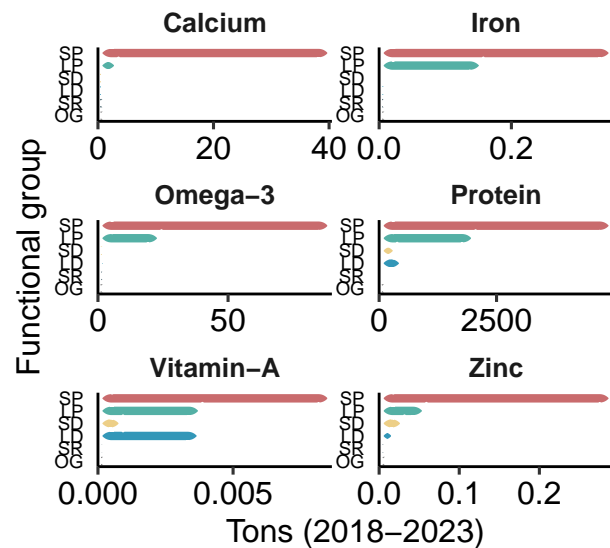 Calcium
Iron
SP
LP
SD
LD
SR
OG
0
20
40
SP
LP
SD
LD
SR
OG
0.0
0.2
Omega−3
Protein
SP
LP
SD
LD
SR
OG
0
50
SP
LP
SD
LD
SR
OG
0
2500
Vitamin−A
Zinc
SP
LP
SD
LD
SR
OG
0.000
0.005
SP
LP
SD
LD
SR
OG
0.0
0.1
0.2
Functional group
Tons (2018−2023)